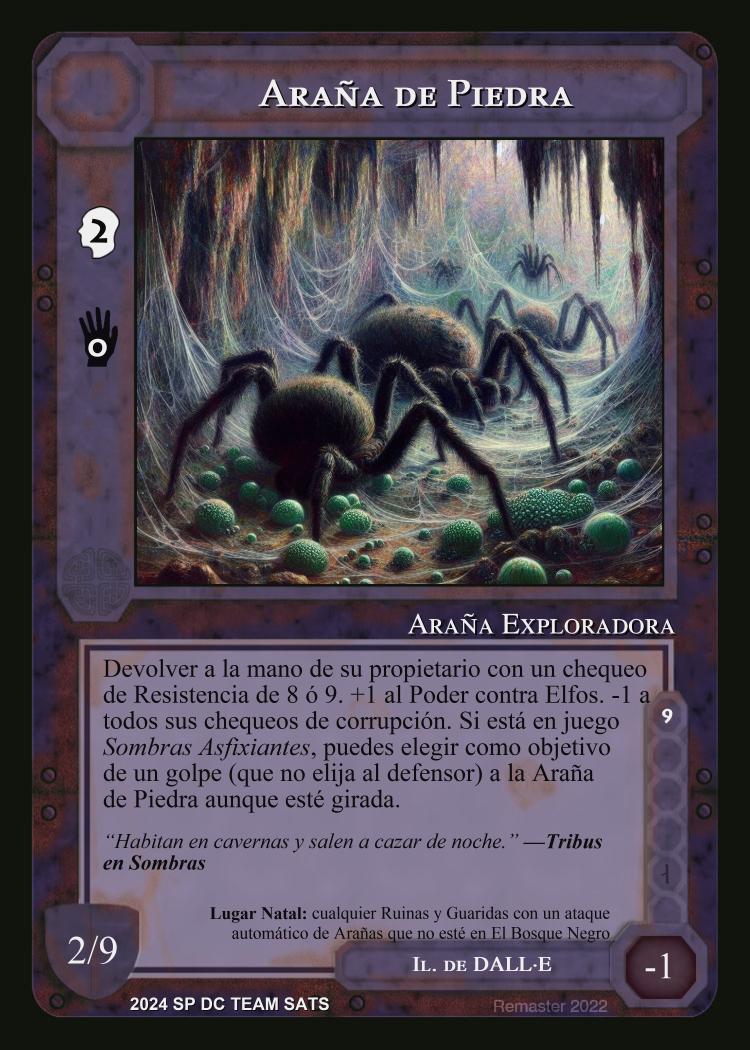 Araña de Piedra
2
0
Araña Exploradora
Devolver a la mano de su propietario con un chequeo
de Resistencia de 8 ó 9. +1 al Poder contra Elfos. -1 a
todos sus chequeos de corrupción. Si está en juego
Sombras Asfixiantes, puedes elegir como objetivo
de un golpe (que no elija al defensor) a la Araña
de Piedra aunque esté girada.
9
“Habitan en cavernas y salen a cazar de noche.” —Tribus
en Sombras
Lugar Natal: cualquier Ruinas y Guaridas con un ataque
automático de Arañas que no esté en El Bosque Negro
2/9
Il. de DALL·E
-1
2024 SP DC TEAM SATS
Remaster 2022